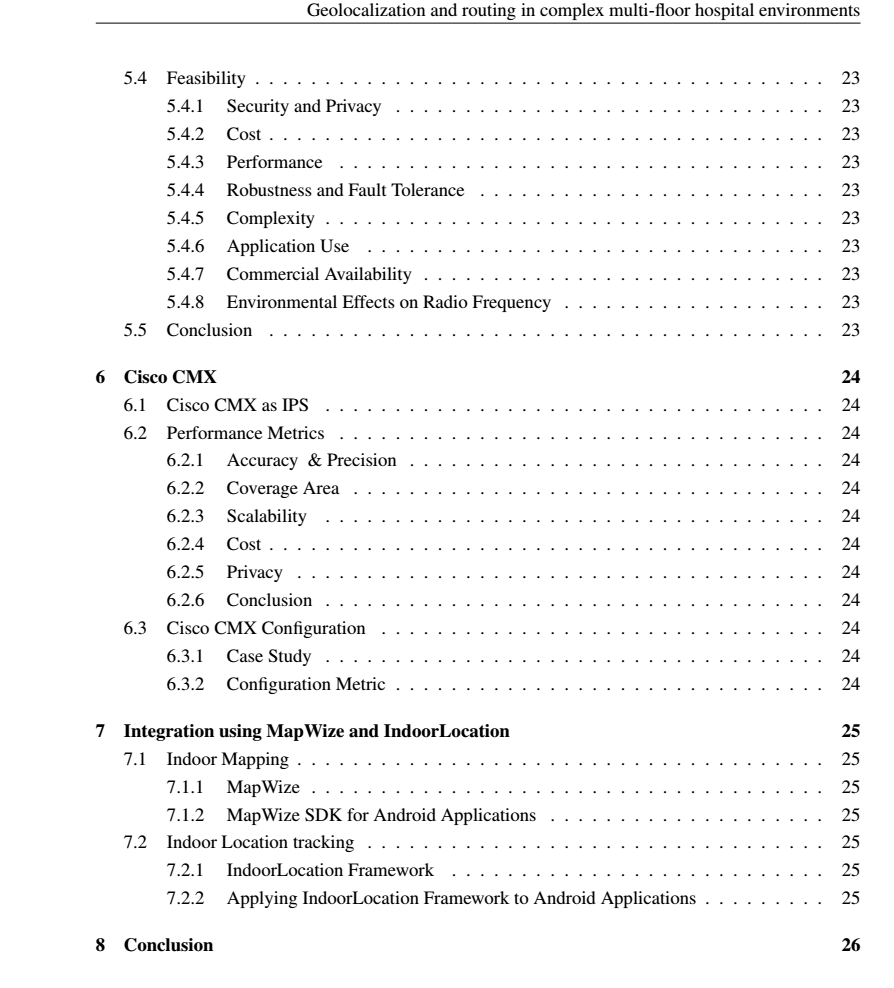 Geolocalization and routing in complex multi-floor hospital environments
5.4 Feasibility . . . . . . . . . . . . . . . . . . . . . . . . . . . . . . . . . . . . . . . . 23
5.4.1 Security and Privacy . . . . . . . . . . . . . . . . . . . . . . . . . . . . . . 23
5.4.2 Cost . . . . . . . . . . . . . . . . . . . . . . . . . . . . . . . . . . . . . . . 23
5.4.3 Performance . . . . . . . . . . . . . . . . . . . . . . . . . . . . . . . . . . 23
5.4.4 Robustness and Fault Tolerance . . . . . . . . . . . . . . . . . . . . . . . . 23
5.4.5 Complexity . . . . . . . . . . . . . . . . . . . . . . . . . . . . . . . . . . . 23
5.4.6 Application Use . . . . . . . . . . . . . . . . . . . . . . . . . . . . . . . . 23
5.4.7 Commercial Availability . . . . . . . . . . . . . . . . . . . . . . . . . . . . 23
5.4.8 Environmental Effects on Radio Frequency . . . . . . . . . . . . . . . . . . 23
5.5 Conclusion . . . . . . . . . . . . . . . . . . . . . . . . . . . . . . . . . . . . . . . 23
6 Cisco CMX 24
6.1 Cisco CMX as IPS . . . . . . . . . . . . . . . . . . . . . . . . . . . . . . . . . . . 24
6.2 Performance Metrics . . . . . . . . . . . . . . . . . . . . . . . . . . . . . . . . . . 24
6.2.1 Accuracy & Precision . . . . . . . . . . . . . . . . . . . . . . . . . . . . . 24
6.2.2 Coverage Area . . . . . . . . . . . . . . . . . . . . . . . . . . . . . . . . . 24
6.2.3 Scalability . . . . . . . . . . . . . . . . . . . . . . . . . . . . . . . . . . . 24
6.2.4 Cost . . . . . . . . . . . . . . . . . . . . . . . . . . . . . . . . . . . . . . . 24
6.2.5 Privacy . . . . . . . . . . . . . . . . . . . . . . . . . . . . . . . . . . . . . 24
6.2.6 Conclusion . . . . . . . . . . . . . . . . . . . . . . . . . . . . . . . . . . . 24
6.3 Cisco CMX Configuration . . . . . . . . . . . . . . . . . . . . . . . . . . . . . . . 24
6.3.1 Case Study . . . . . . . . . . . . . . . . . . . . . . . . . . . . . . . . . . . 24
6.3.2 Configuration Metric . . . . . . . . . . . . . . . . . . . . . . . . . . . . . . 24
7 Integration using MapWize and IndoorLocation 25
7.1 Indoor Mapping . . . . . . . . . . . . . . . . . . . . . . . . . . . . . . . . . . . . . 25
7.1.1 MapWize . . . . . . . . . . . . . . . . . . . . . . . . . . . . . . . . . . . . 25
7.1.2 MapWize SDK for Android Applications . . . . . . . . . . . . . . . . . . . 25
7.2 Indoor Location tracking . . . . . . . . . . . . . . . . . . . . . . . . . . . . . . . . 25
7.2.1 IndoorLocation Framework . . . . . . . . . . . . . . . . . . . . . . . . . . 25
7.2.2 Applying IndoorLocation Framework to Android Applications . . . . . . . . . 25
8 Conclusion 26